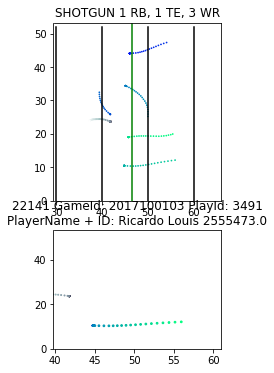 SHOTGUN 1 RB, 1 TE, 3 WR
50
40
30
20
10
0
30 40 50 60
22141 GameId: 2017100103 PlayId: 3491
PlayerName + ID: Ricardo Louis 2555473.0
40
20
0
40 45 50 55 60